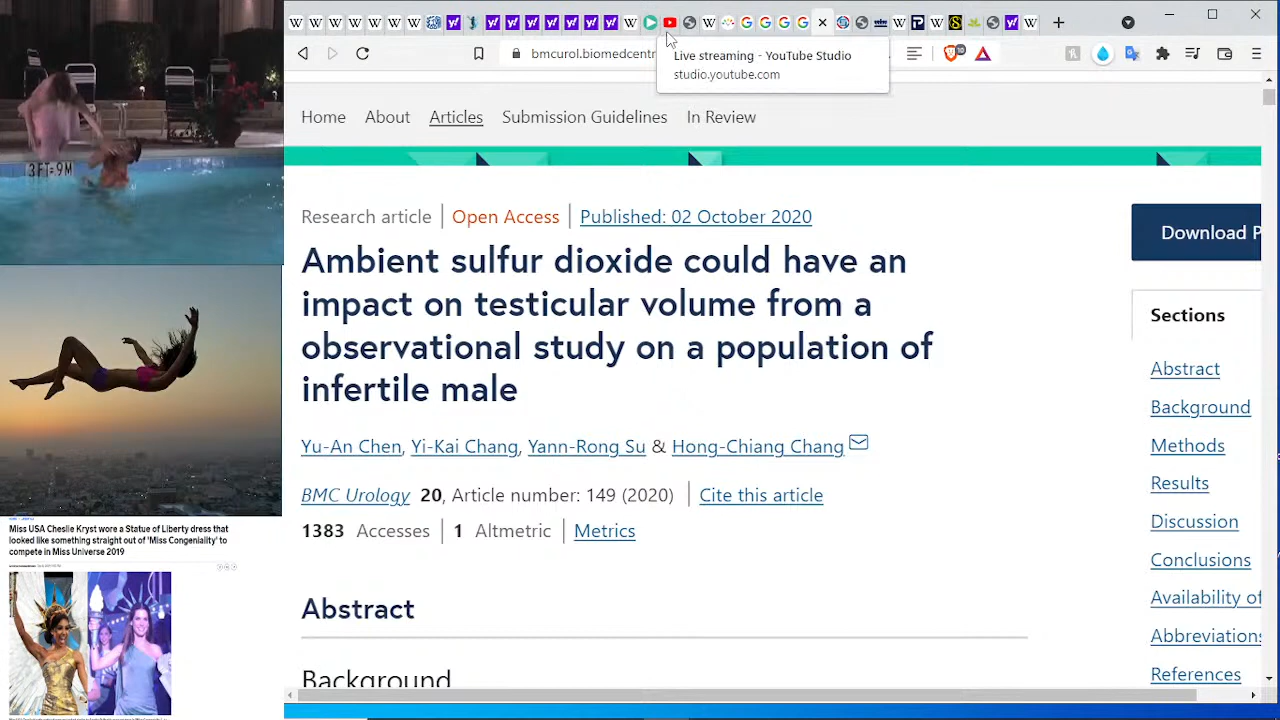 3FT=9M
Miss USA Cheslie Kryst wore a Statue of Liberty dress that
looked like something straight out of 'Miss Congeniality' to
compete in Miss Universe 2019
bmcurol.biomedcentr
Live streaming - YouTube Studio
studio.youtube.com
Home About Articles Submission Guidelines In Review
Research article | Open Access | Published: 02 October 2020
Ambient sulfur dioxide could have an
impact on testicular volume from a
observational study on a population of
infertile male
Yu-An Chen, Yi-Kai Chang, Yann-Rong Su & Hong-Chiang Chang
BMC Urology 20, Article number: 149 (2020) | Cite this article
1383 Accesses | 1 Altmetric | Metrics
Abstract
Background
Download P
Sections
Abstract
Background
Methods
Results
Discussion
Conclusions
Availability of
Abbreviations
References